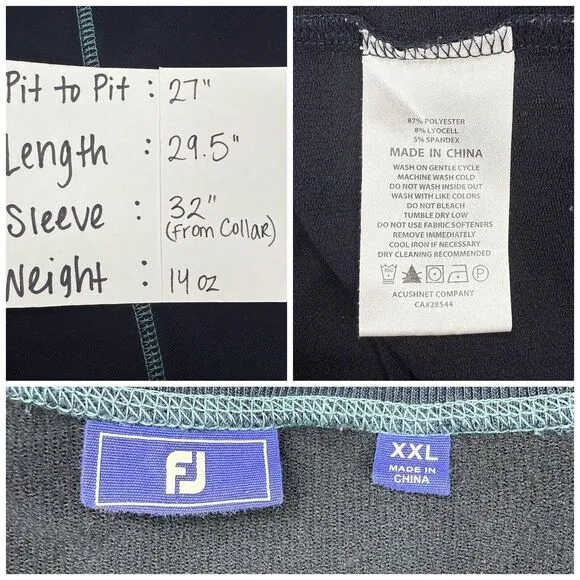 Pit to Pit : 27"
Length : 29.5"
Sleeve : 32"
(From Collar)
Weight : 14 oz
87% POLYESTER
8% LYOCELL
5% SPANDEX
MADE IN CHINA
WASH ON GENTLE CYCLE
MACHINE WASH COLD
DO NOT WASH INSIDE OUT
WASH WITH LIKE COLORS
DO NOT BLEACH
TUMBLE DRY LOW
DO NOT USE FABRIC SOFTENERS
REMOVE IMMEDIATELY
COOL IRON IF NECESSARY
DRY CLEANING RECOMMENDED
ACUSHNET COMPANY
CA#28544
FJ
XXL
MADE IN
CHINA